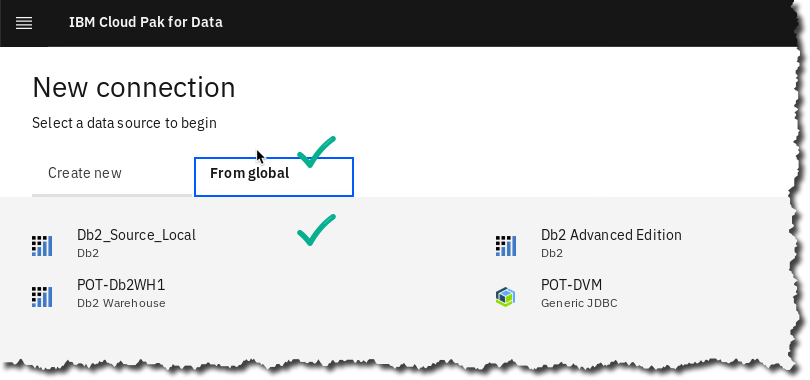 IBM Cloud Pak for Data
New connection
Select a data source to begin
Create new
From global
Db2_Source_Local
Db2
Db2 Advanced Edition
Db2
POT-Db2WH1
Db2 Warehouse
POT-DVM
Generic JDBC